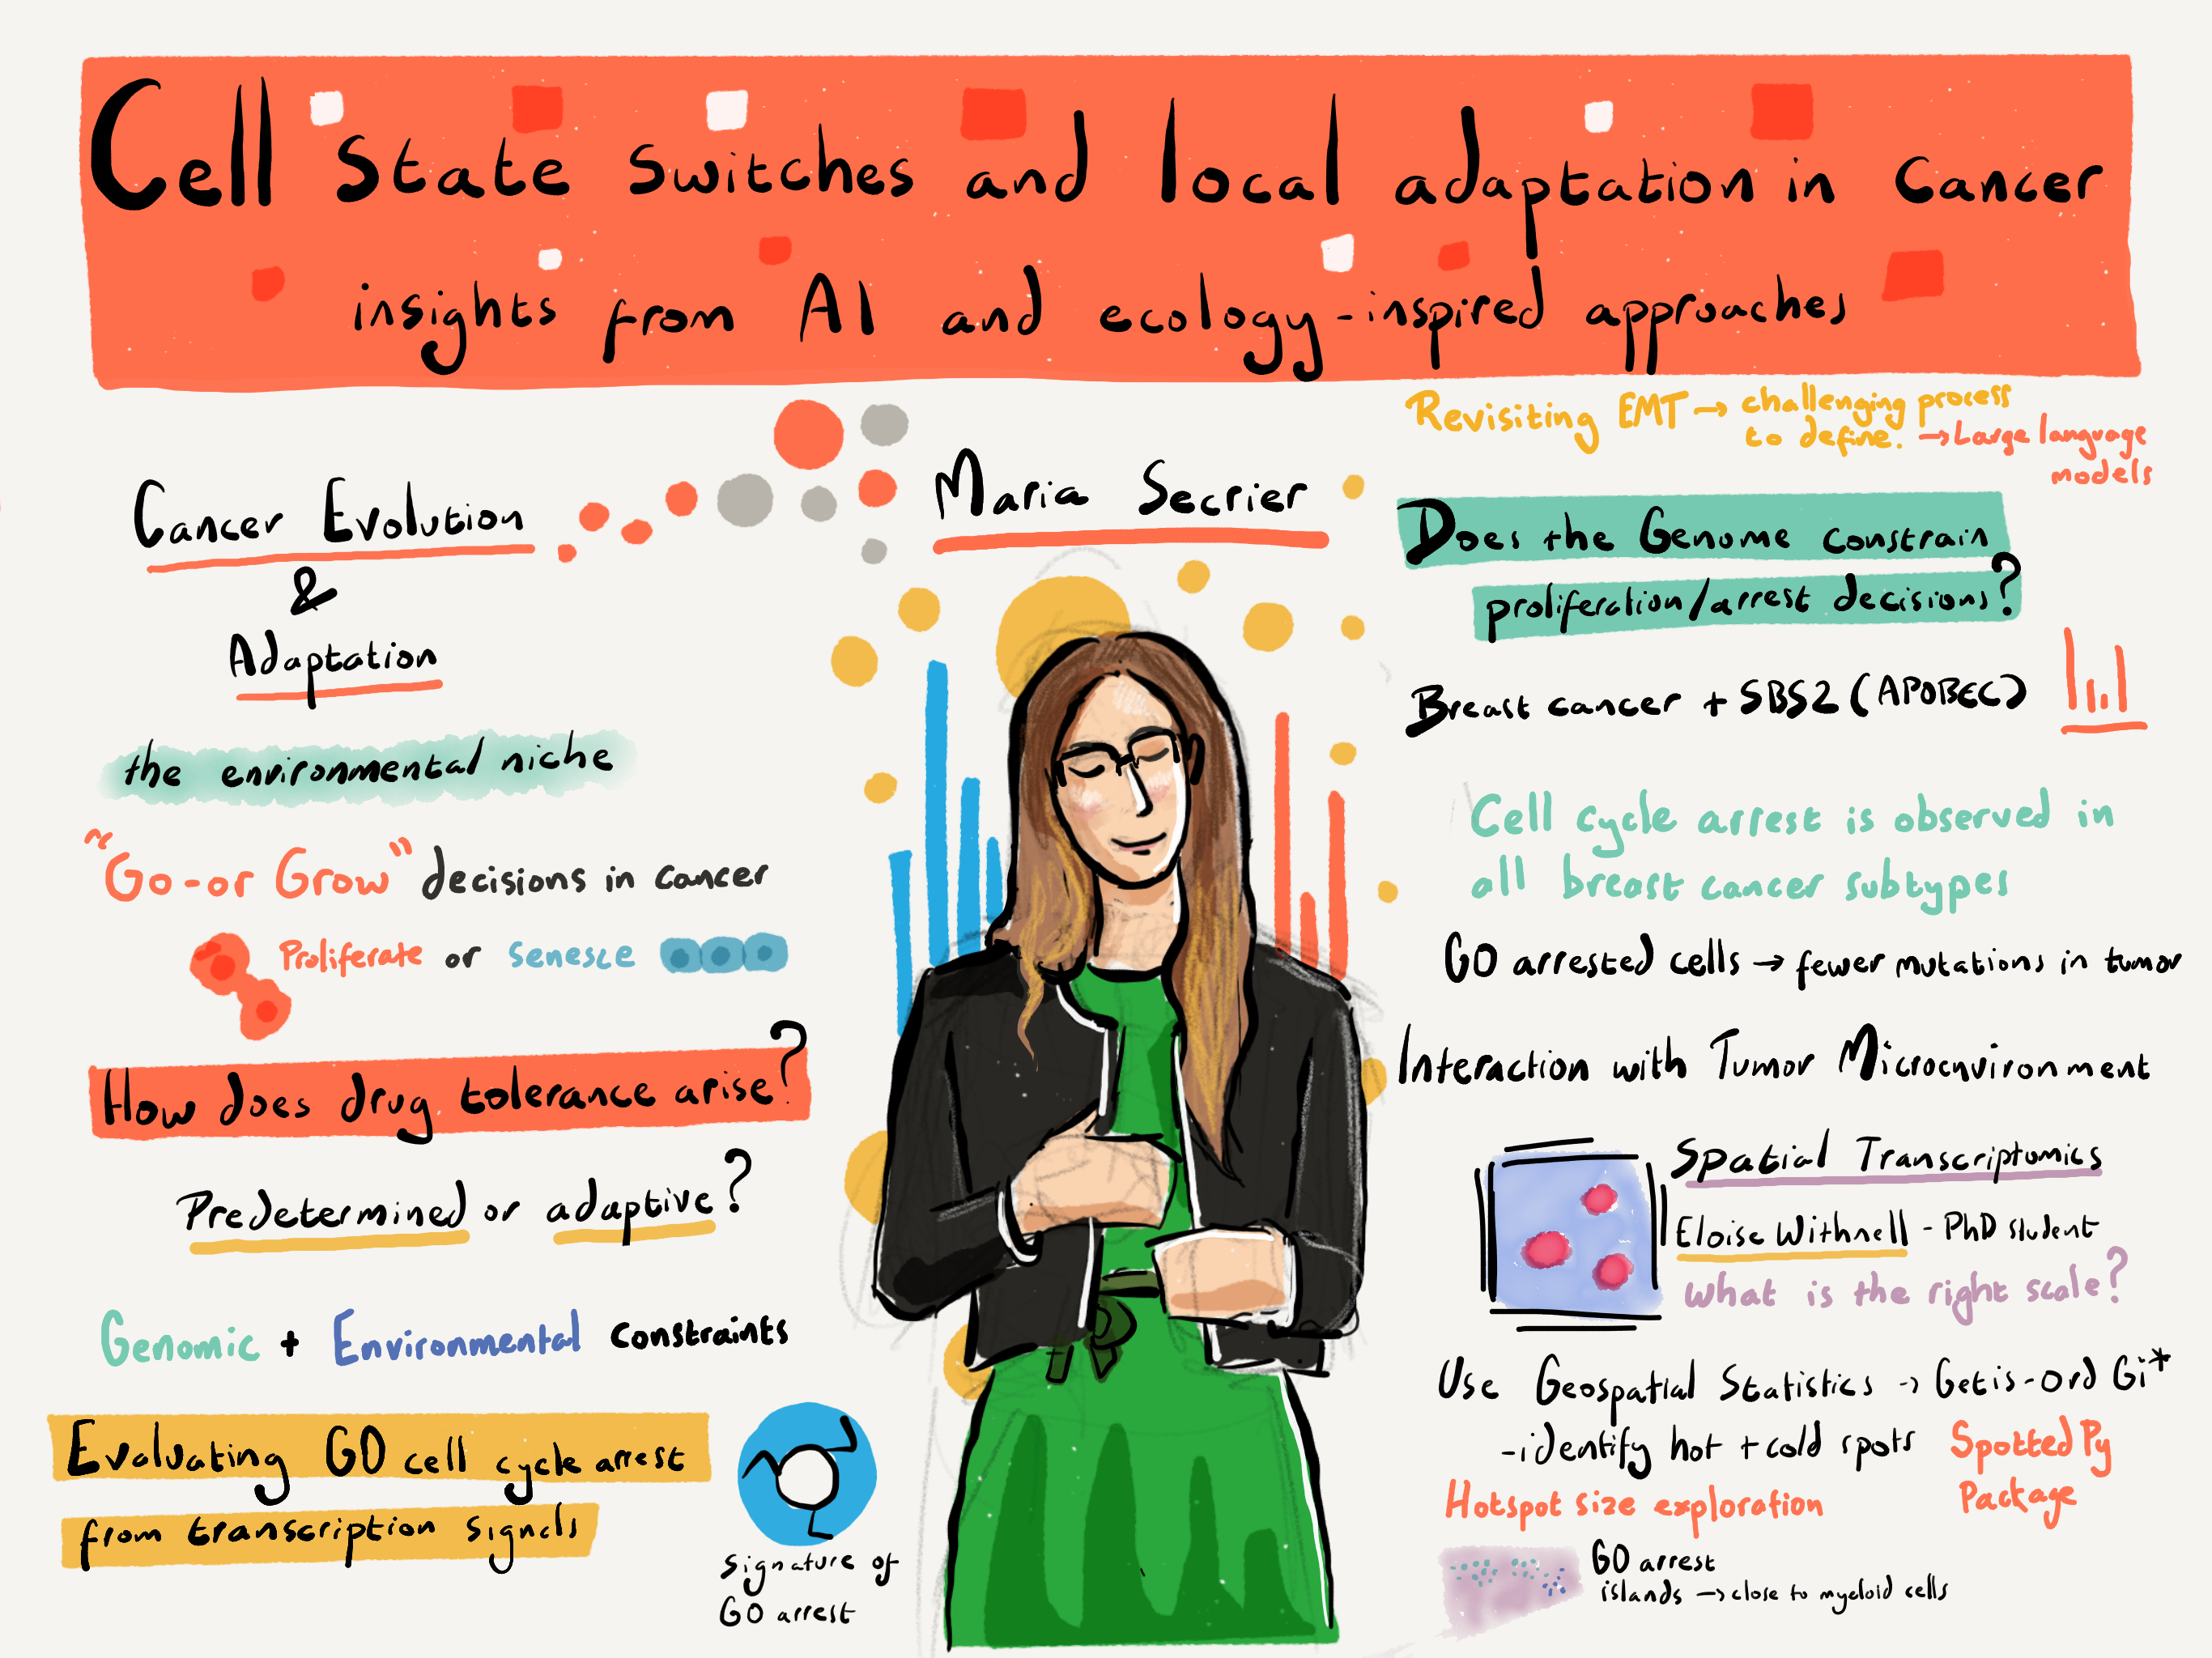 Cell State Switches and local adaptation in cancer
insights from AI and ecology-inspired approaches
Cancer Evolution
&
Adaptation
the environmental niche
"Go-or Grow" decisions in cancer
Proliferate or senesce
How does drug tolerance arise?
Predetermined or adaptive?
Genomic + Environmental constraints
Evaluating G0 cell cycle arrest
from transcription signals
Signature of
G0 arrest
Maria Secrier
Revisiting EMT → challenging process
to define. → Large language
models
Does the Genome constrain
proliferation/arrest decisions?
Breast cancer + SBS2 (APOBEC)
Cell cycle arrest is observed in
all breast cancer subtypes
G0 arrested cells → fewer mutations in tumor
Interaction with Tumor Microenvironment
Spatial Transcriptomics
Eloise Withnell - PhD student
What is the right scale?
Use Geospatial Statistics → Getis-Ord Gi*
-identify hot + cold spots
SpottedPy
Package
Hotspot size exploration
G0 arrest
islands → close to myeloid cells